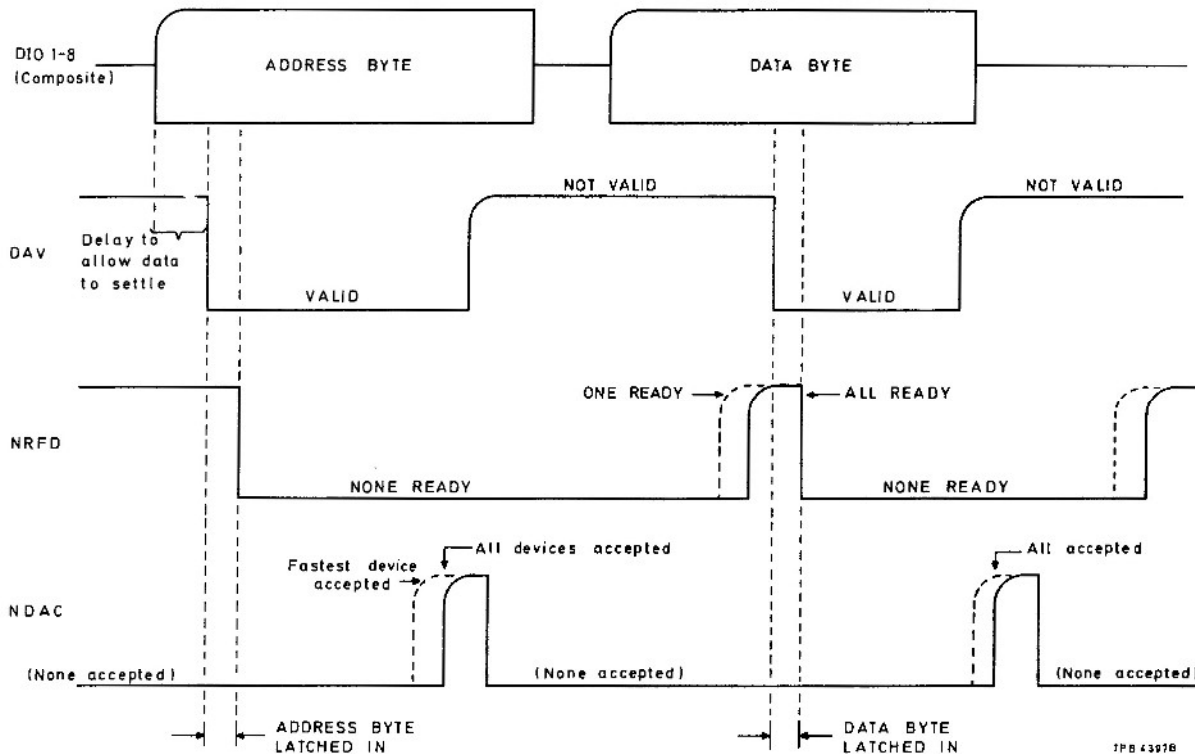 DIO 1-8
(Composite)
ADDRESS BYTE
DATA BYTE
NOT VALID
NOT VALID
DAV
Delay to
allow data
to settle
VALID
VALID
ONE READY
ALL READY
NRFD
NONE READY
NONE READY
All devices accepted
All accepted
Fastest device
accepted
NDAC
(None accepted)
(None accepted)
(None accepted)
ADDRESS BYTE
LATCHED IN
DATA BYTE
LATCHED IN